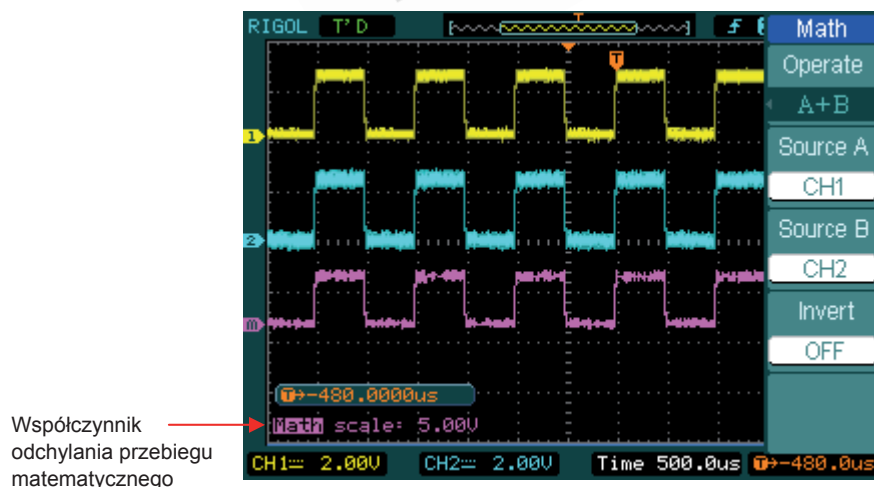 RIGOL T'D
T
T
Math
Operate
A+B
Source A
CH1
1
Source B
CH2
2
Invert
OFF
m
T→-480.0000us
Math scale: 5.00V
CH1 2.00V CH2 2.00V Time 500.0us T→-480.0us
Współczynnik
odchylania przebiegu
matematycznego